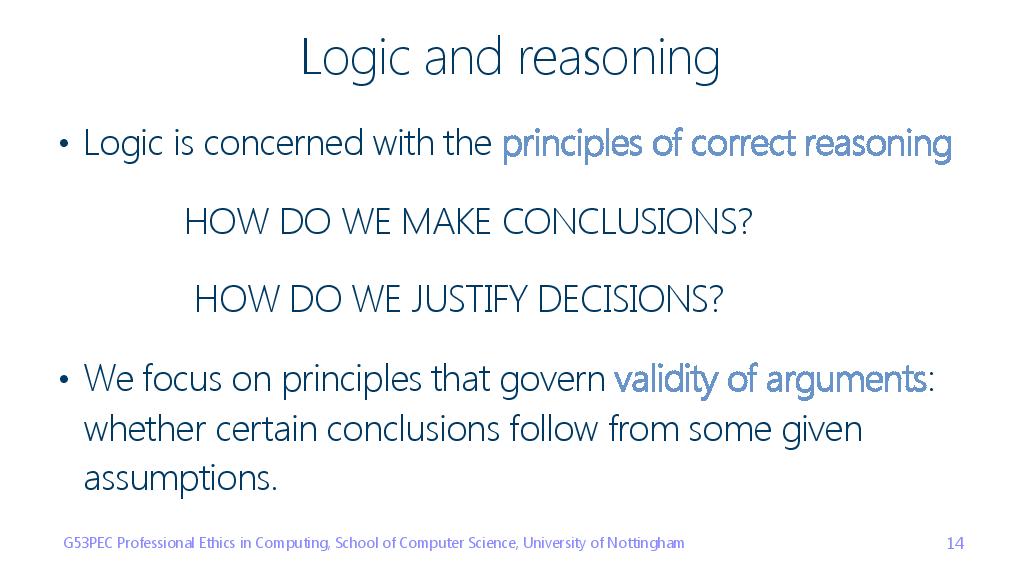 Logic and reasoning
• Logic is concerned with the principles of correct reasoning
HOW DO WE MAKE CONCLUSIONS?
HOW DO WE JUSTIFY DECISIONS?
• We focus on principles that govern validity of arguments:
whether certain conclusions follow from some given
assumptions.
G53PEC Professional Ethics in Computing, School of Computer Science, University of Nottingham 14